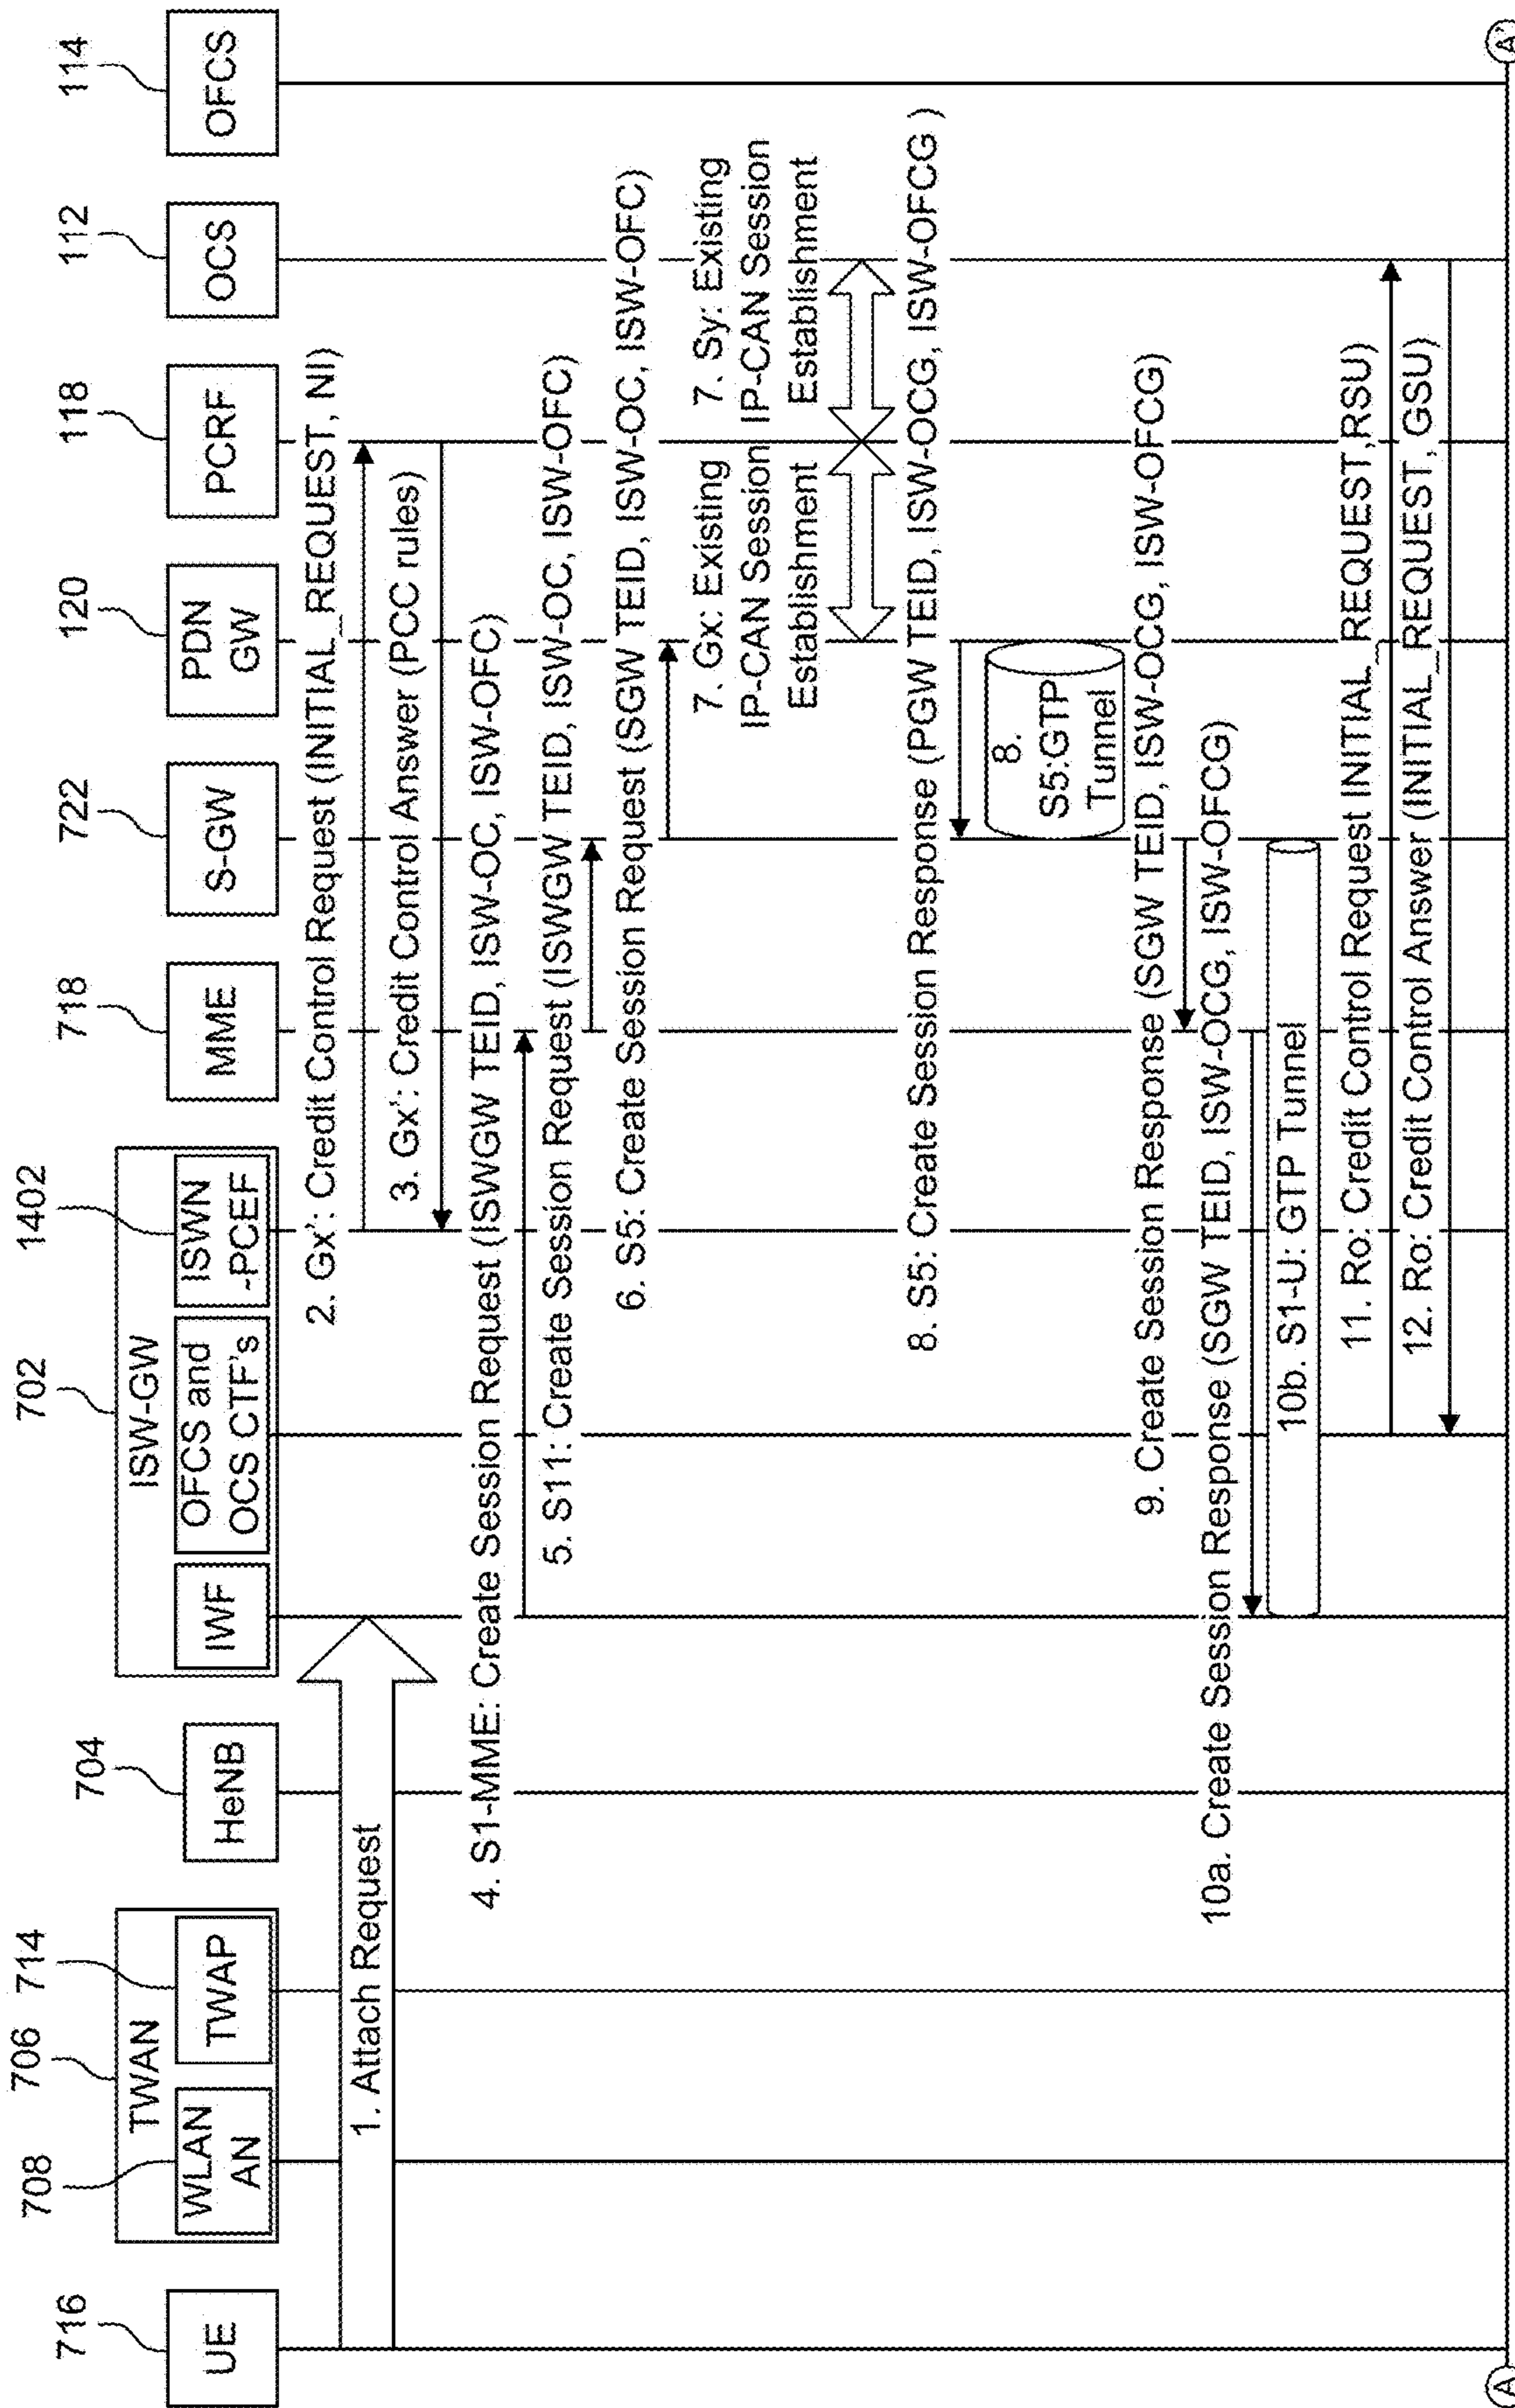 716
708
706
714
704
702
1402
718
722
120
118
112
114
UE
TWAN
WLAN
AN
TWAP
HeNB
ISW-GW
IWF
OFCS and
OCS CTF's
ISWN
-PCEF
MME
S-GW
PDN
GW
PCRF
OCS
OFCS
1. Attach Request
2. Gx': Credit Control Request (INITIAL_REQUEST, NI)
3. Gx': Credit Control Answer (PCC rules)
4. S1-MME: Create Session Request (ISWGW TEID, ISW-OC, ISW-OFC)
5. S11: Create Session Request (ISWGW TEID, ISW-OC, ISW-OFC)
6. S5: Create Session Request (SGW TEID, ISW-OC, ISW-OFC)
7. Gx: Existing
IP-CAN Session
Establishment
7. Sy: Existing
IP-CAN Session
Establishment
8. S5: Create Session Response (PGW TEID, ISW-OCG, ISW-OFCG )
8.
S5:GTP
Tunnel
9. Create Session Response (SGW TEID, ISW-OCG, ISW-OFCG)
10a. Create Session Response (SGW TEID, ISW-OCG, ISW-OFCG)
10b. S1-U: GTP Tunnel
11. Ro: Credit Control Request INITIAL_REQUEST,RSU)
12. Ro: Credit Control Answer (INITIAL_REQUEST, GSU)
A
A'